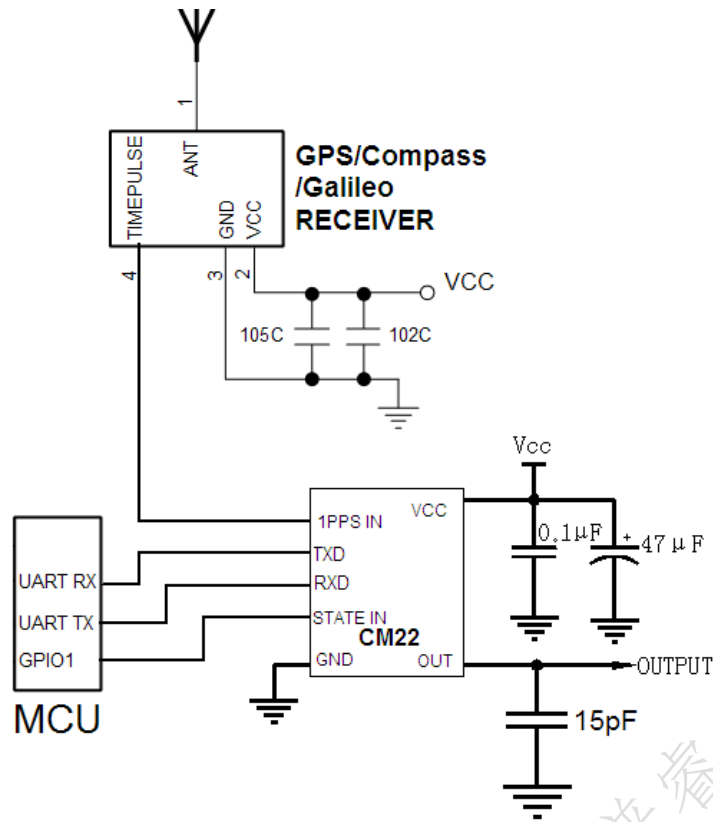 1
TIMEPULSE
ANT
GND
VCC
GPS/Compass
/Galileo
RECEIVER
4
3
2
VCC
105C
102C
Vcc
1PPS IN
VCC
0.1μF
+
47μF
TXD
UART RX
RXD
UART TX
STATE IN
CM22
GPIO1
GND
OUT
OUTPUT
MCU
15pF
睿